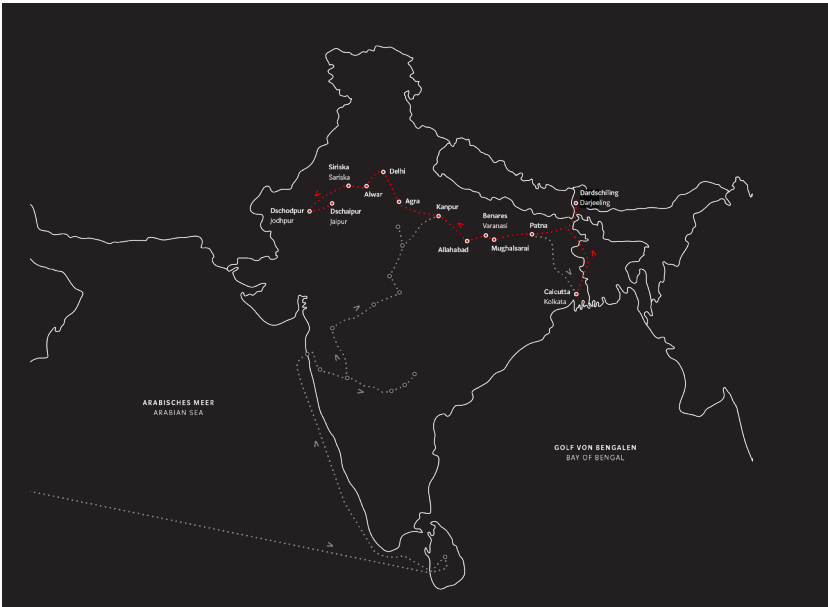 Siriska
Sariska
Delhi
Alwar
Agra
Dschodpur
Jodhpur
Dschaipur
Jaipur
Kanpur
Allahabad
Benares
Varanasi
Mughalsarai
Patna
Dardschiling
Darjeeling
Calcutta
Kolkata
ARABISCHES MEER
ARABIAN SEA
GOLF VON BENGALEN
BAY OF BENGAL